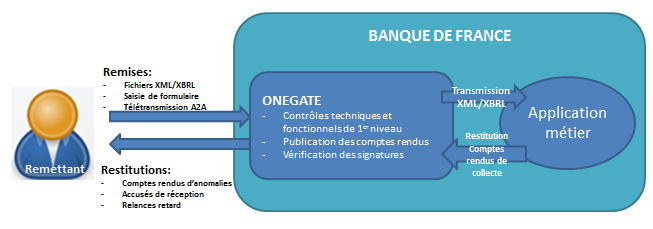 BANQUE DE FRANCE
Remises:
- Fichiers XML/XBRL
- Saisie de formulaire
- Télétransmission A2A
Remettant
Restitutions:
- Comptes rendus d'anomalies
- Accusés de réception
- Relances retard
ONEGATE
- Contrôles techniques et
fonctionnels de 1er niveau
- Publication des comptes rendus
- Vérification des signatures
Transmission
XML/XBRL
Restitution
Comptes
rendus de
collecte
Application
métier